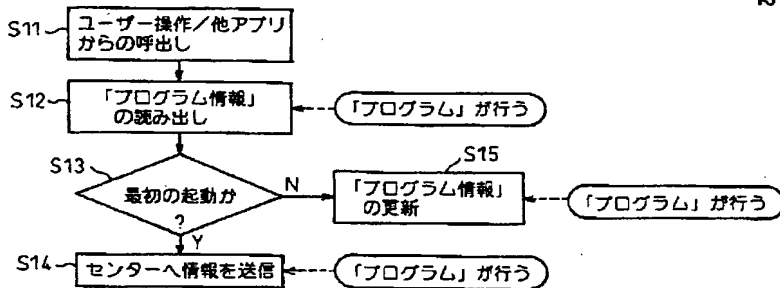 2
S11
ユーザー操作/他アプリ
からの呼出し
S12
「プログラム情報」
の読み出し
「プログラム」が行う
S13
最初の起動か
?
N
Y
S15
「プログラム情報」
の更新
「プログラム」が行う
S14
センターへ情報を送信
「プログラム」が行う